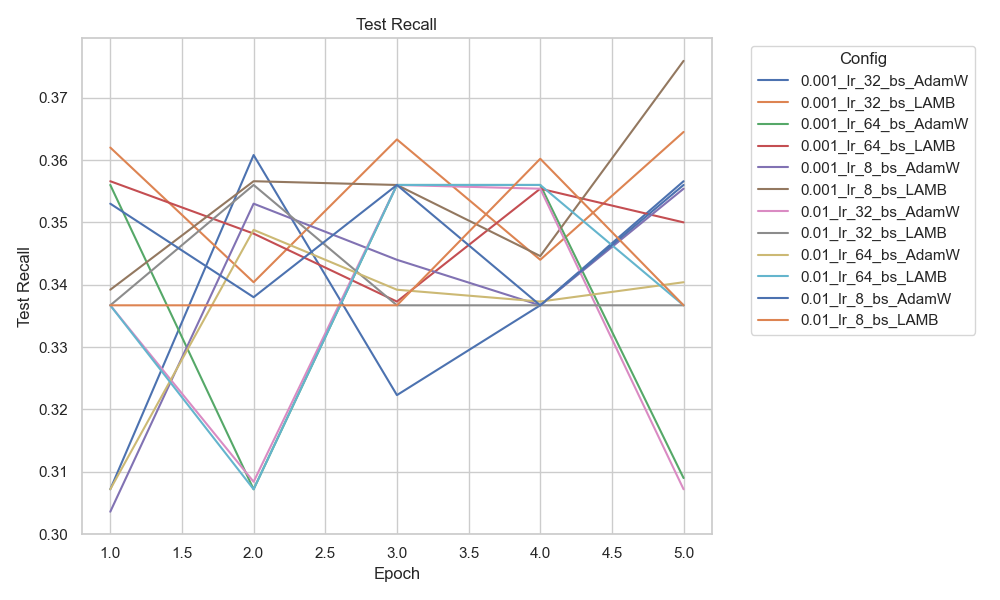 Test Recall
Test Recall
0.37
0.36
0.35
0.34
0.33
0.32
0.31
0.30
1.0 1.5 2.0 2.5 3.0 3.5 4.0 4.5 5.0
Epoch
Config
0.001_lr_32_bs_AdamW
0.001_lr_32_bs_LAMB
0.001_lr_64_bs_AdamW
0.001_lr_64_bs_LAMB
0.001_lr_8_bs_AdamW
0.001_lr_8_bs_LAMB
0.01_lr_32_bs_AdamW
0.01_lr_32_bs_LAMB
0.01_lr_64_bs_AdamW
0.01_lr_64_bs_LAMB
0.01_lr_8_bs_AdamW
0.01_lr_8_bs_LAMB